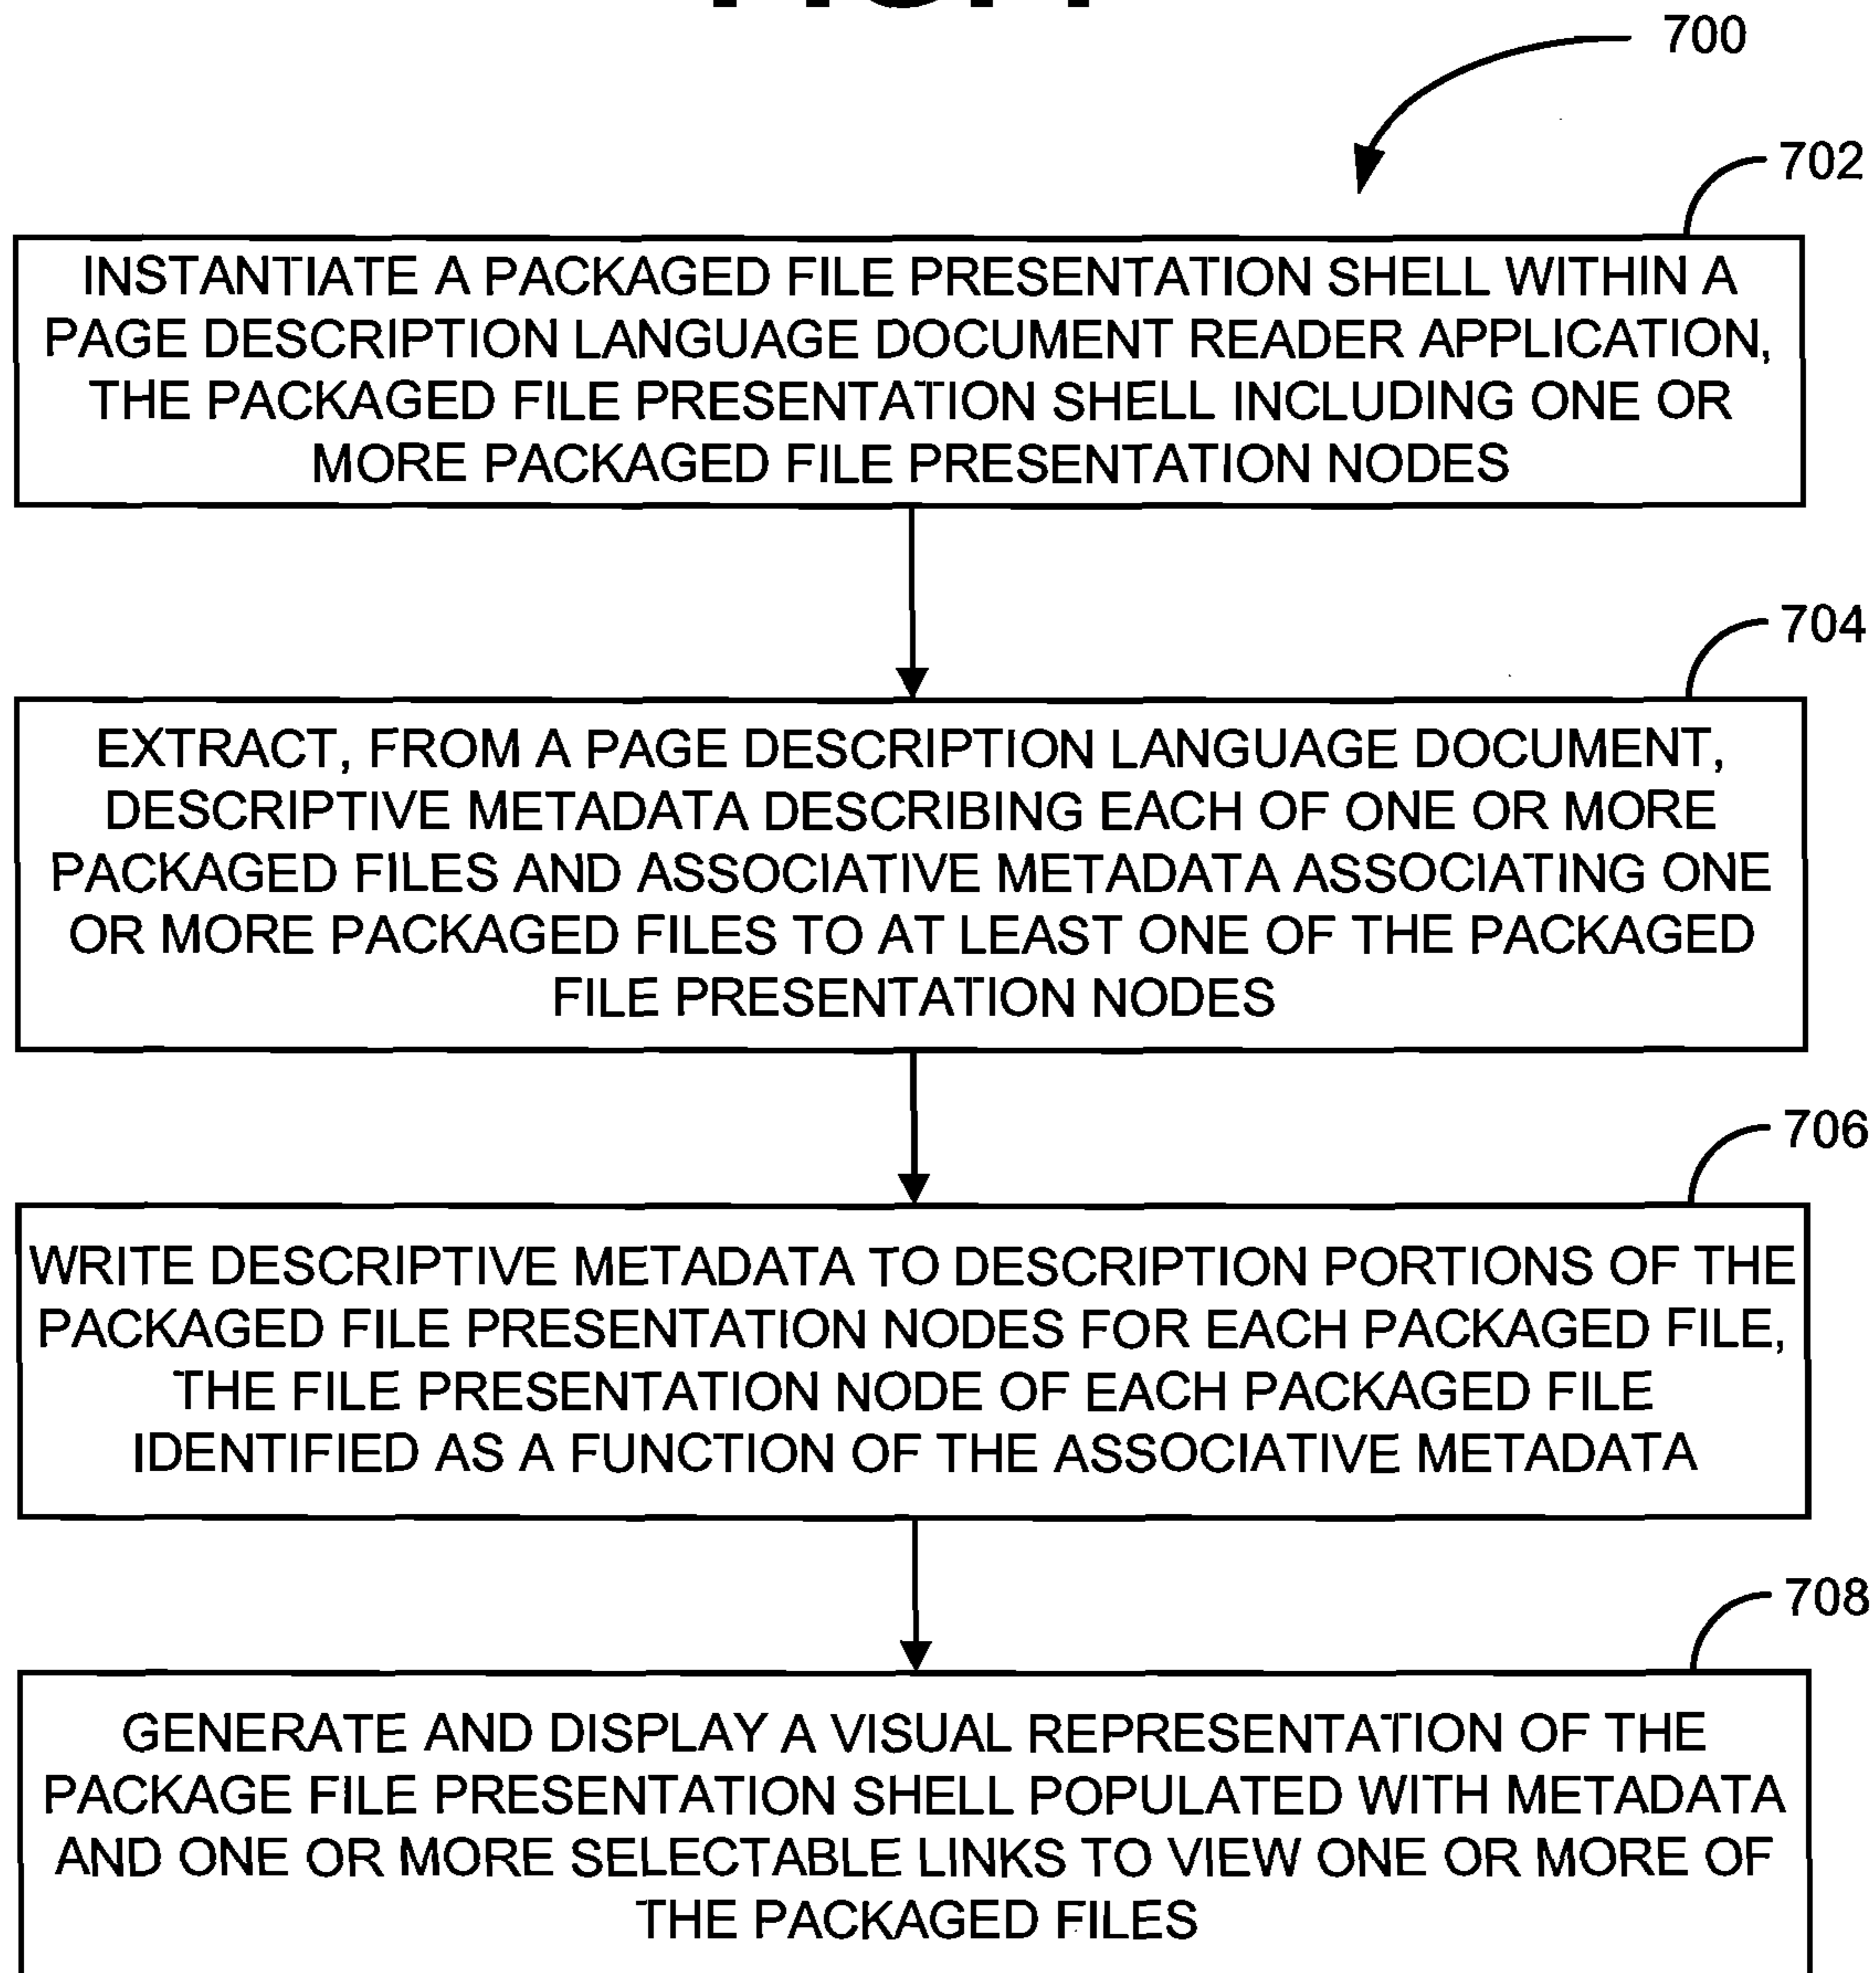 700
702
INSTANTIATE A PACKAGED FILE PRESENTATION SHELL WITHIN A
PAGE DESCRIPTION LANGUAGE DOCUMENT READER APPLICATION,
THE PACKAGED FILE PRESENTATION SHELL INCLUDING ONE OR
MORE PACKAGED FILE PRESENTATION NODES
704
EXTRACT, FROM A PAGE DESCRIPTION LANGUAGE DOCUMENT,
DESCRIPTIVE METADATA DESCRIBING EACH OF ONE OR MORE
PACKAGED FILES AND ASSOCIATIVE METADATA ASSOCIATING ONE
OR MORE PACKAGED FILES TO AT LEAST ONE OF THE PACKAGED
FILE PRESENTATION NODES
706
WRITE DESCRIPTIVE METADATA TO DESCRIPTION PORTIONS OF THE
PACKAGED FILE PRESENTATION NODES FOR EACH PACKAGED FILE,
THE FILE PRESENTATION NODE OF EACH PACKAGED FILE
IDENTIFIED AS A FUNCTION OF THE ASSOCIATIVE METADATA
708
GENERATE AND DISPLAY A VISUAL REPRESENTATION OF THE
PACKAGE FILE PRESENTATION SHELL POPULATED WITH METADATA
AND ONE OR MORE SELECTABLE LINKS TO VIEW ONE OR MORE OF
THE PACKAGED FILES